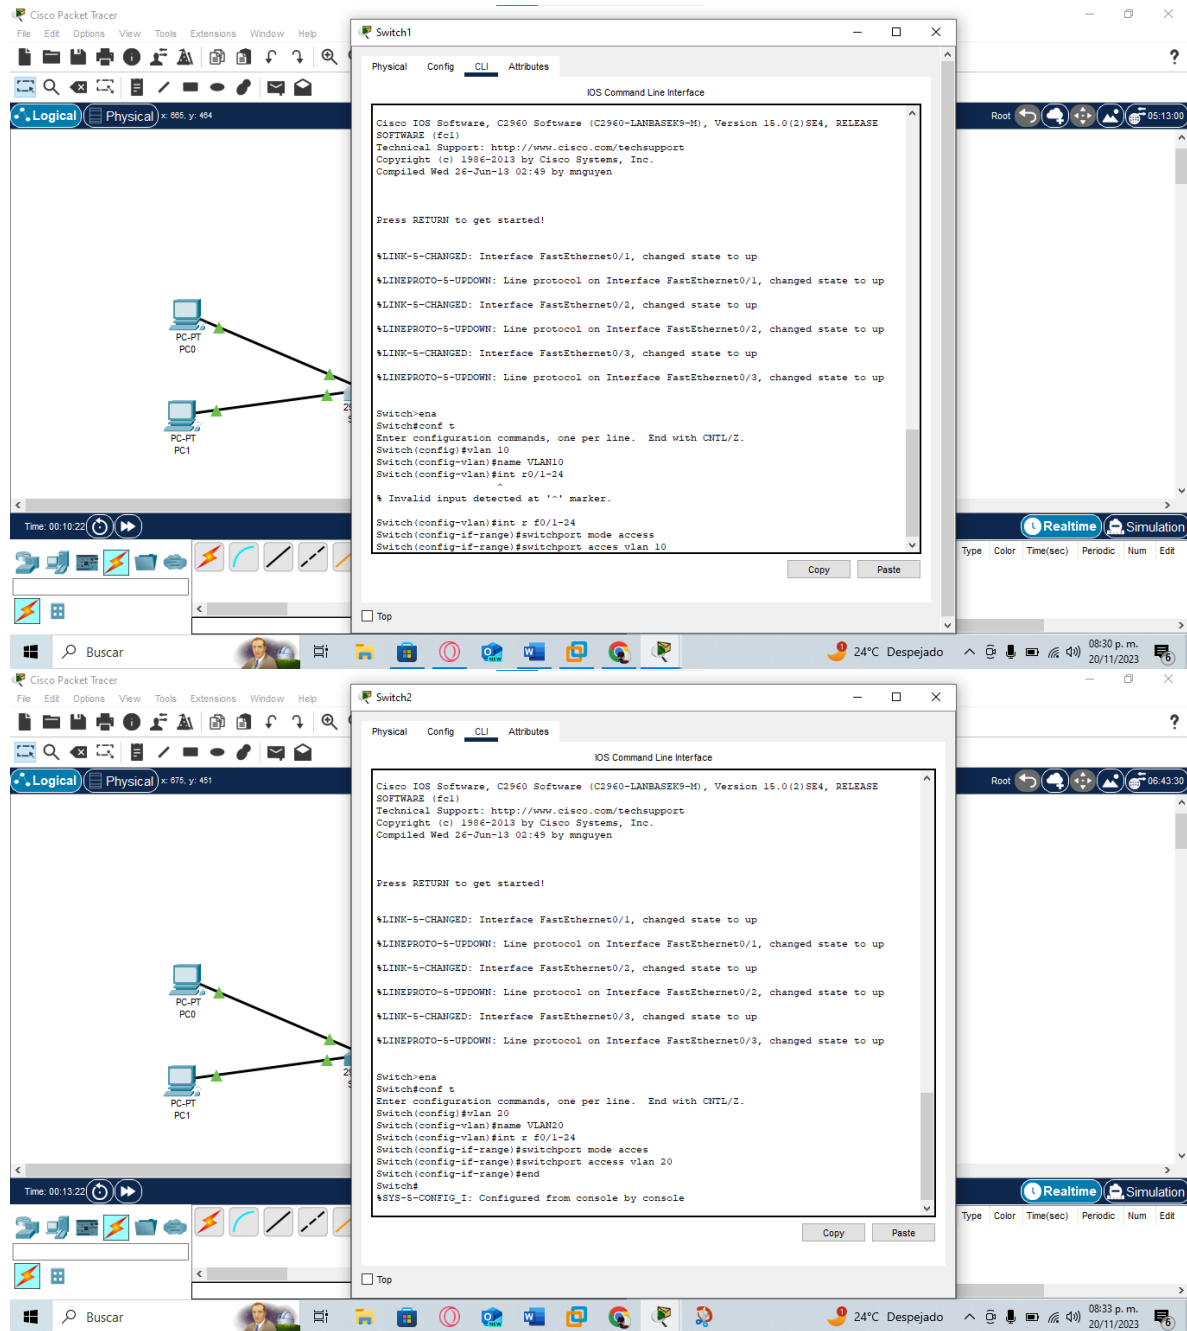 Cisco Packet Tracer
File Edit Options View Tools Extensions Window Help
Logical Physical x: 665, y: 464
PC-PT
PC0
PC-PT
PC1
Time: 00:10:22
Switch1
Physical Config CLI Attributes
IOS Command Line Interface
Cisco IOS Software, C2960 Software (C2960-LANBASEK9-M), Version 15.0(2)SE4, RELEASE
SOFTWARE (fc1)
Technical Support: http://www.cisco.com/techsupport
Copyright (c) 1986-2013 by Cisco Systems, Inc.
Compiled Wed 26-Jun-13 02:49 by mnguyen
Press RETURN to get started!
%LINK-5-CHANGED: Interface FastEthernet0/1, changed state to up
%LINEPROTO-5-UPDOWN: Line protocol on Interface FastEthernet0/1, changed state to up
%LINK-5-CHANGED: Interface FastEthernet0/2, changed state to up
%LINEPROTO-5-UPDOWN: Line protocol on Interface FastEthernet0/2, changed state to up
%LINK-5-CHANGED: Interface FastEthernet0/3, changed state to up
%LINEPROTO-5-UPDOWN: Line protocol on Interface FastEthernet0/3, changed state to up
Switch>ena
Switch#conf t
Enter configuration commands, one per line. End with CNTL/Z.
Switch(config)#vlan 10
Switch(config-vlan)#name VLAN10
Switch(config-vlan)#int r0/1-24
^
% Invalid input detected at '^' marker.
Switch(config-vlan)#int r f0/1-24
Switch(config-if-range)#switchport mode access
Switch(config-if-range)#switchport acces vlan 10
Copy Paste
Top
?
Root 05:13:00
Realtime Simulation
Type Color Time(sec) Periodic Num Edit
Buscar
24°C Despejado
08:30 p. m.
20/11/2023
6
Cisco Packet Tracer
File Edit Options View Tools Extensions Window Help
Logical Physical x: 675, y: 451
PC-PT
PC0
PC-PT
PC1
Time: 00:13:22
Switch2
Physical Config CLI Attributes
IOS Command Line Interface
Cisco IOS Software, C2960 Software (C2960-LANBASEK9-M), Version 15.0(2)SE4, RELEASE
SOFTWARE (fc1)
Technical Support: http://www.cisco.com/techsupport
Copyright (c) 1986-2013 by Cisco Systems, Inc.
Compiled Wed 26-Jun-13 02:49 by mnguyen
Press RETURN to get started!
%LINK-5-CHANGED: Interface FastEthernet0/1, changed state to up
%LINEPROTO-5-UPDOWN: Line protocol on Interface FastEthernet0/1, changed state to up
%LINK-5-CHANGED: Interface FastEthernet0/2, changed state to up
%LINEPROTO-5-UPDOWN: Line protocol on Interface FastEthernet0/2, changed state to up
%LINK-5-CHANGED: Interface FastEthernet0/3, changed state to up
%LINEPROTO-5-UPDOWN: Line protocol on Interface FastEthernet0/3, changed state to up
Switch>ena
Switch#conf t
Enter configuration commands, one per line. End with CNTL/Z.
Switch(config)#vlan 20
Switch(config-vlan)#name VLAN20
Switch(config-vlan)#int r f0/1-24
Switch(config-if-range)#switchport mode acces
Switch(config-if-range)#switchport access vlan 20
Switch(config-if-range)#end
Switch#
%SYS-5-CONFIG_I: Configured from console by console
Copy Paste
Top
?
Root 06:43:30
Realtime Simulation
Type Color Time(sec) Periodic Num Edit
Buscar
24°C Despejado
08:33 p. m.
20/11/2023
6